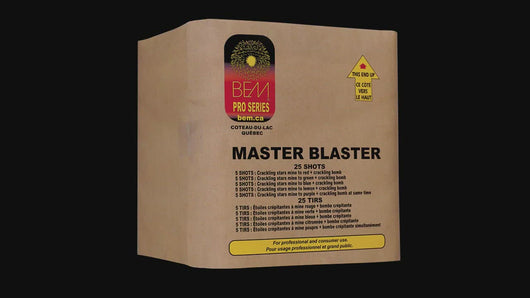 BEM
PRO SERIES
bem.ca
COTEAU-DU-LAC
QUÉBEC
THIS END UP
CE COTÉ
VERS
LE HAUT
MASTER BLASTER
25 SHOTS
5 SHOTS : Crackling stars mine to red + crackling bomb
5 SHOTS : Crackling stars mine to green + crackling bomb
5 SHOTS : Crackling stars mine to blue + crackling bomb
5 SHOTS : Crackling stars mine to lemon + crackling bomb
5 SHOTS : Crackling stars mine to purple + crackling bomb at same time
25 TIRS
5 TIRS : Étoiles crépitantes à mine rouge + bombe crépitante
5 TIRS : Étoiles crépitantes à mine verte + bombe crépitante
5 TIRS : Étoiles crépitantes à mine bleue + bombe crépitante
5 TIRS : Étoiles crépitantes à mine citronnée + bombe crépitante
5 TIRS : Étoiles crépitantes à mine pourpre + bombe crépitante simultanément
For professional and consumer use.
Pour usage professionnel et grand public.